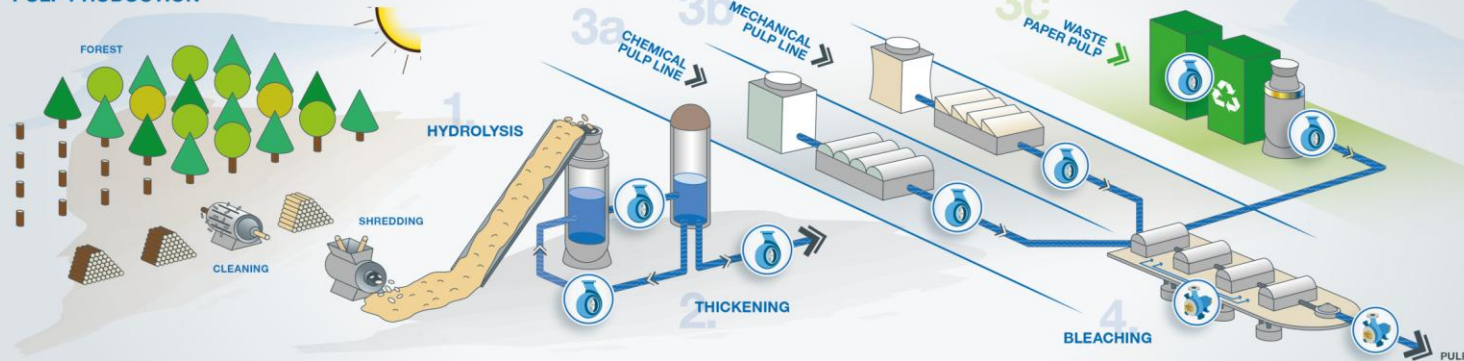 PULP PRODUCTION
FOREST
CLEANING
SHREDDING
1.
HYDROLYSIS
2.
THICKENING
3a
CHEMICAL
PULP LINE
3b
MECHANICAL
PULP LINE
3c
WASTE
PAPER PULP
4.
BLEACHING
PULP